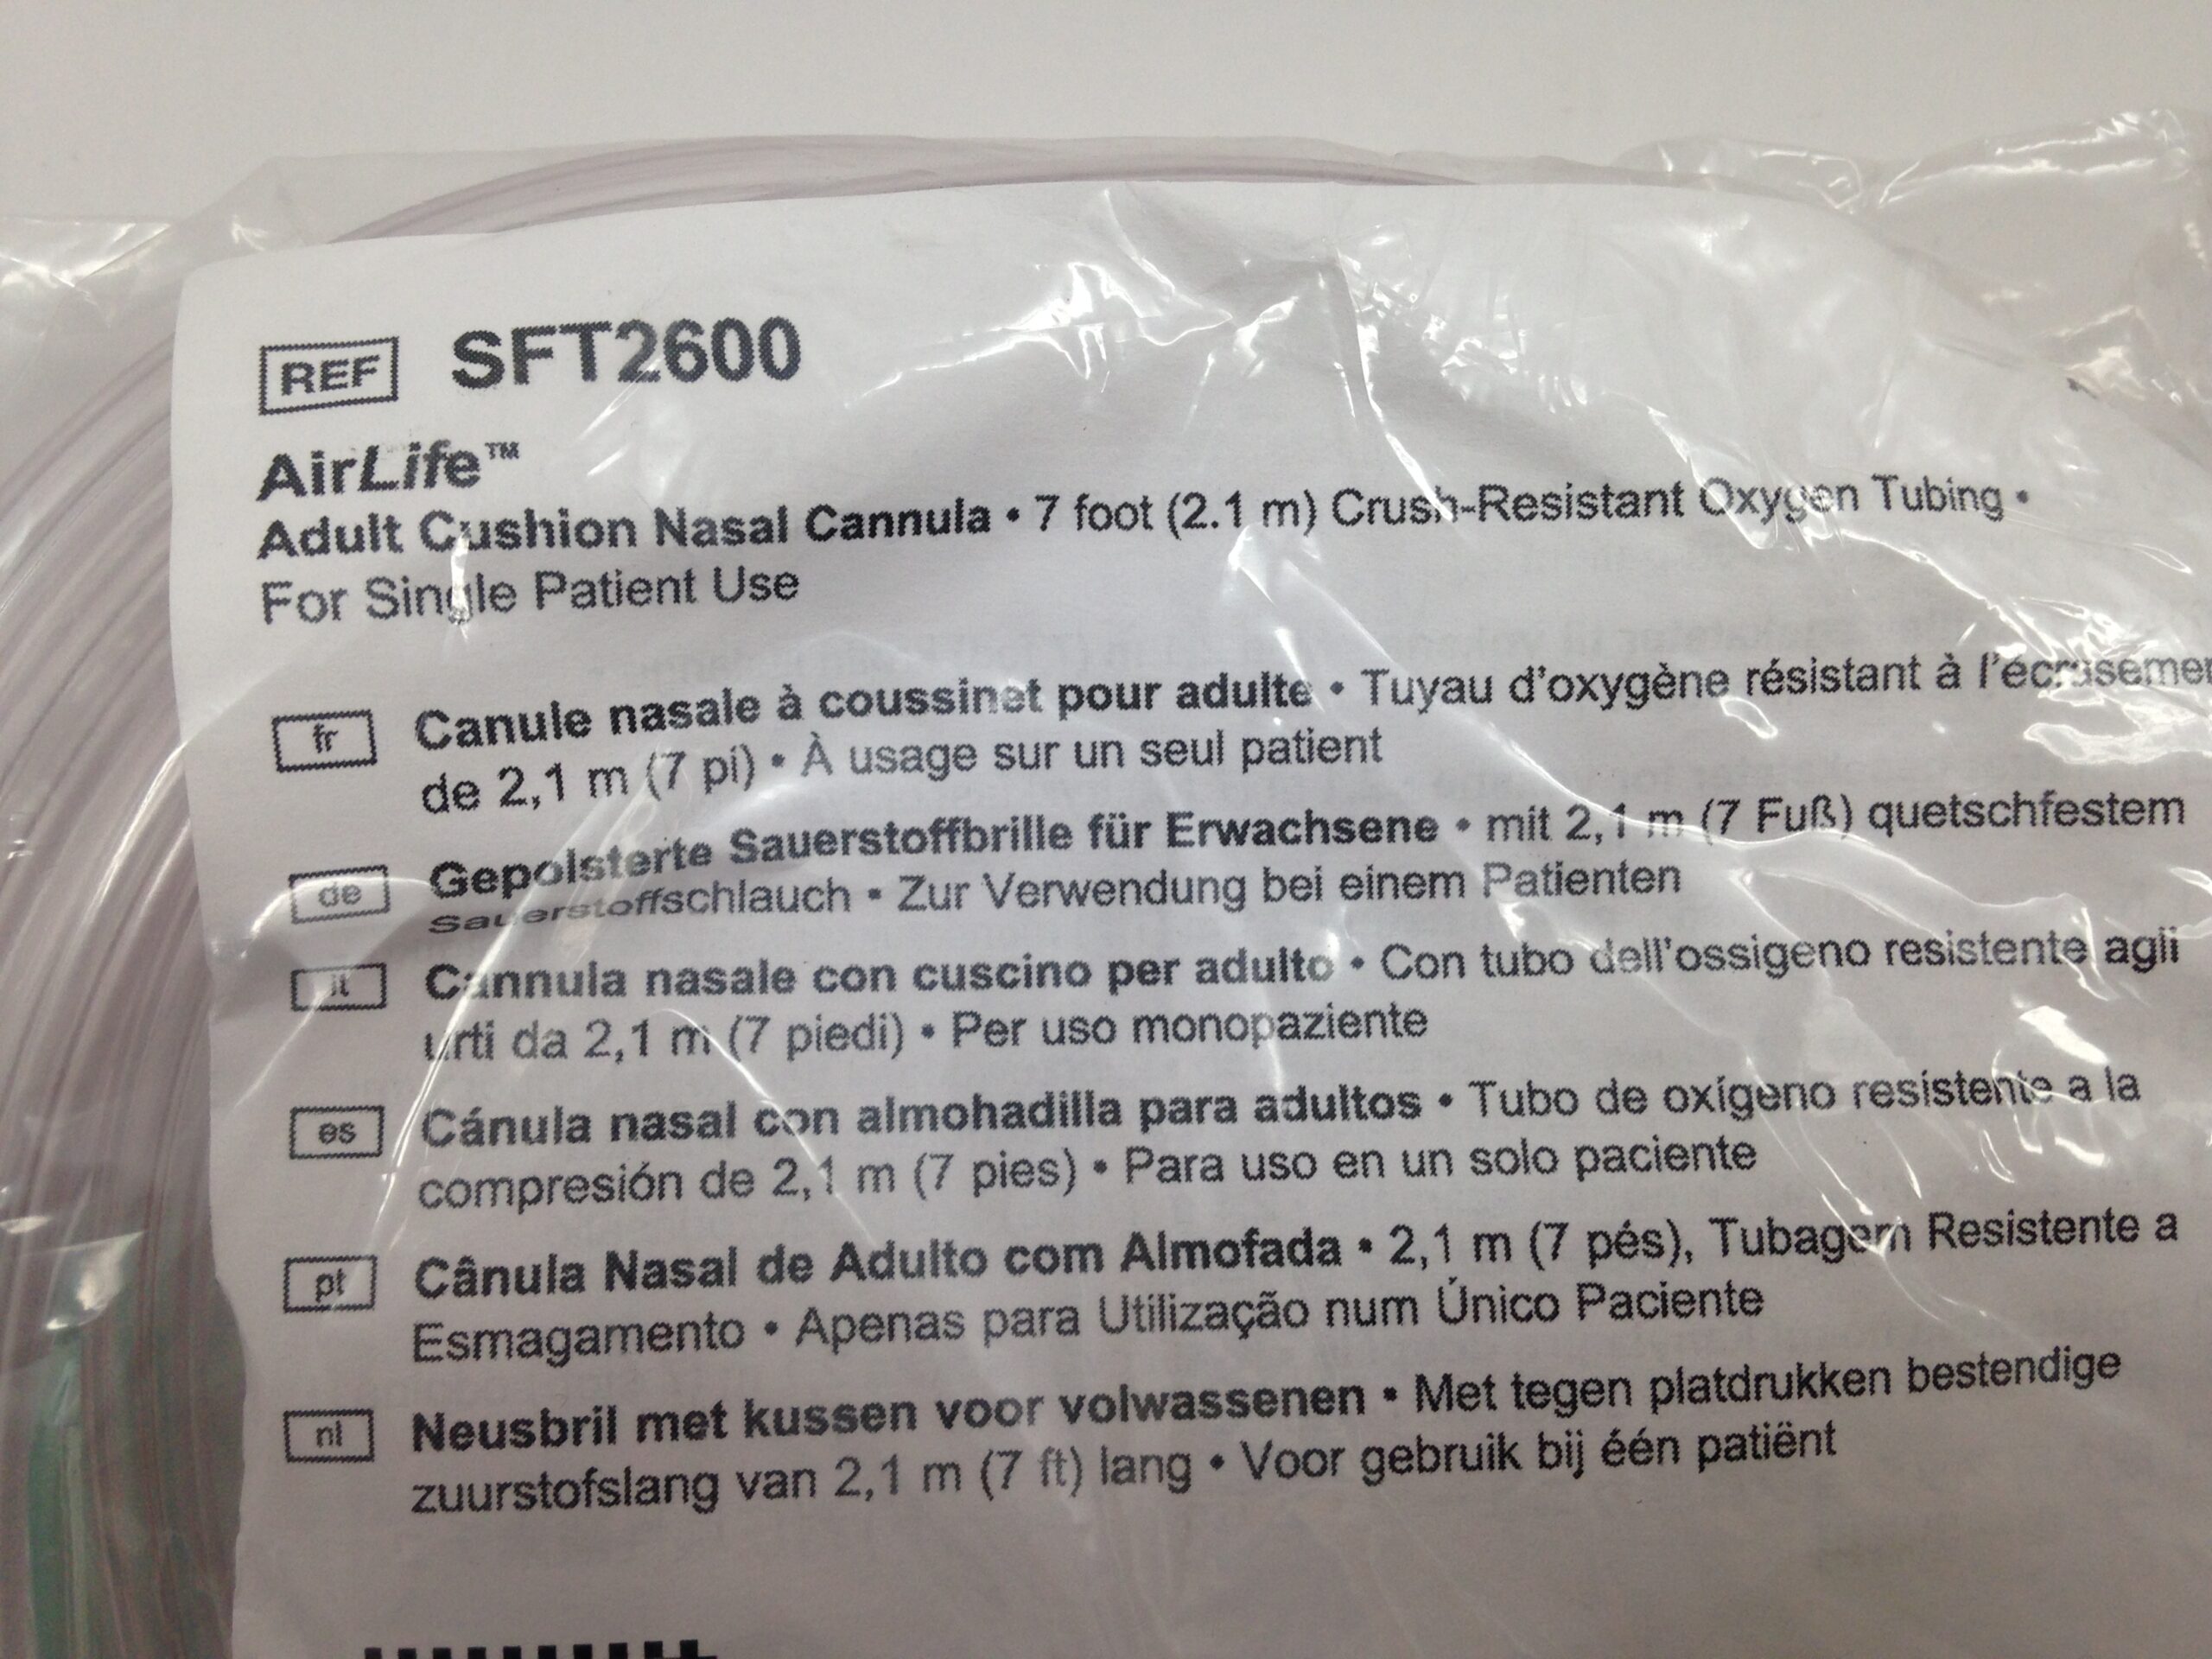 REF SFT2600
AirLife™
Adult Cushion Nasal Cannula • 7 foot (2.1 m) Crush-Resistant Oxygen Tubing •
For Single Patient Use
fr Canule nasale à coussinet pour adulte • Tuyau d'oxygène résistant à l'écrasemen
de 2,1 m (7 pi) • À usage sur un seul patient
de Gepolsterte Sauerstoffbrille für Erwachsene • mit 2,1 m (7 Fuß) quetschfestem
Sauerstoffschlauch • Zur Verwendung bei einem Patienten
it Cannula nasale con cuscino per adulto • Con tubo dell'ossigeno resistente agli
urti da 2,1 m (7 piedi) • Per uso monopaziente
es Cánula nasal con almohadilla para adultos • Tubo de oxígeno resistente a la
compresión de 2,1 m (7 pies) • Para uso en un solo paciente
pt Cânula Nasal de Adulto com Almofada • 2,1 m (7 pés), Tubagem Resistente a
Esmagamento • Apenas para Utilização num Único Paciente
nl Neusbril met kussen voor volwassenen • Met tegen platdrukken bestendige
zuurstofslang van 2,1 m (7 ft) lang • Voor gebruik bij één patiënt